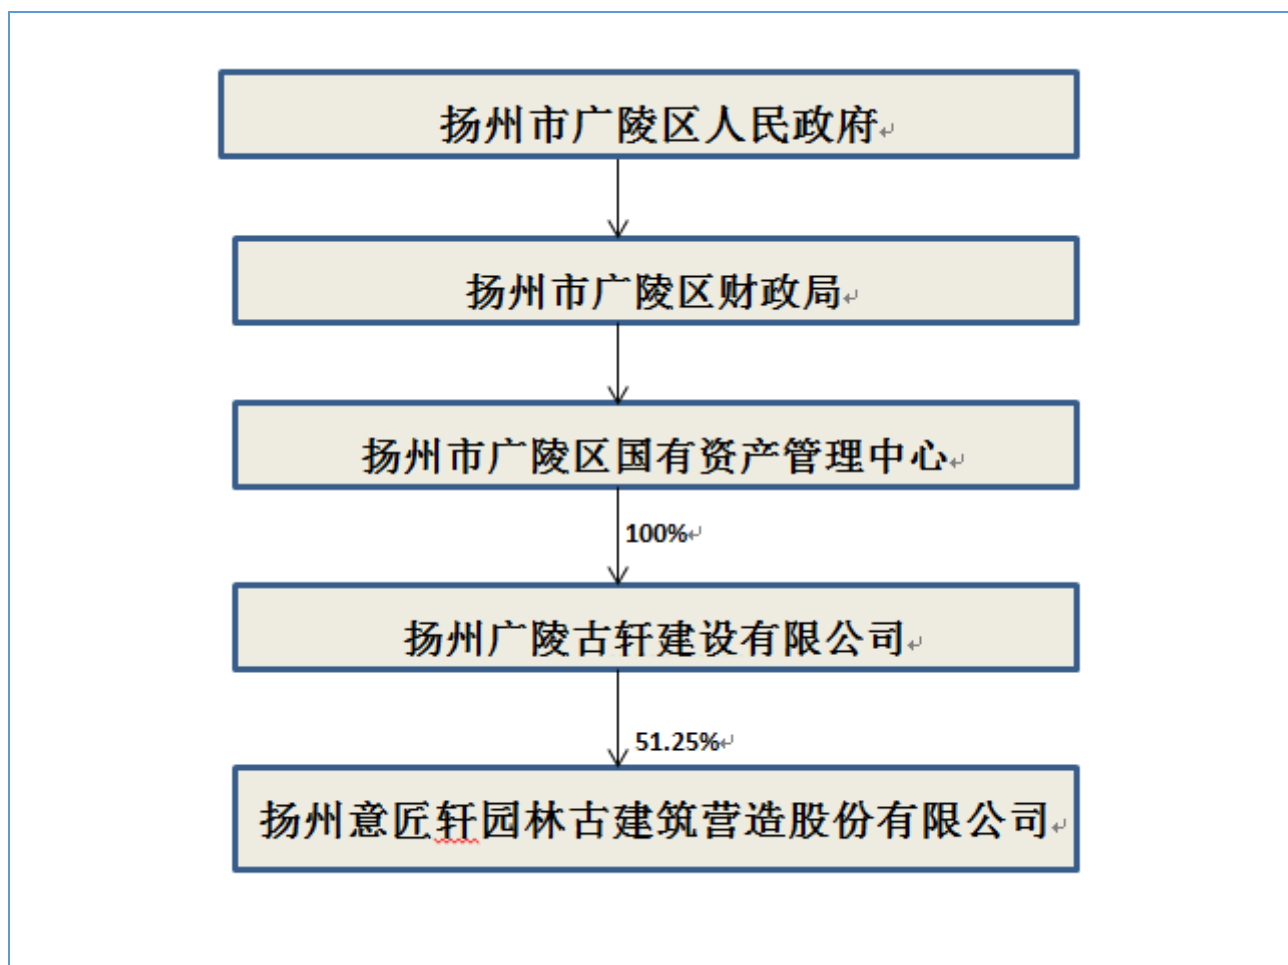 扬州市广陵区人民政府
扬州市广陵区财政局
扬州市广陵区国有资产管理中心
100%
扬州广陵古轩建设有限公司
51.25%
扬州意匠轩园林古建筑营造股份有限公司